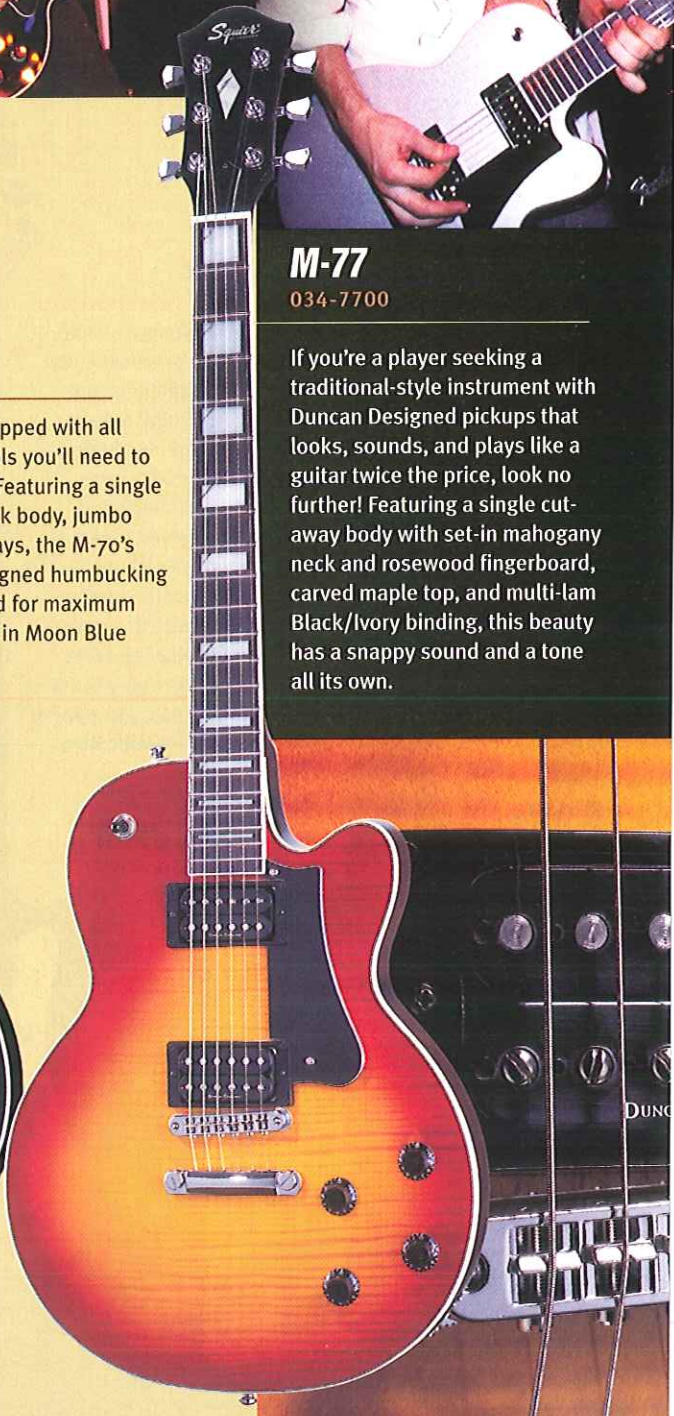 Squier
M-77
034-7700
If you're a player seeking a
traditional-style instrument with
Duncan Designed pickups that
looks, sounds, and plays like a
guitar twice the price, look no
further! Featuring a single cut-
away body with set-in mahogany
neck and rosewood fingerboard,
carved maple top, and multi-lam
Black/Ivory binding, this beauty
has a snappy sound and a tone
all its own.
pped with all
ls you'll need to
Featuring a single
k body, jumbo
ys, the M-70's
gned humbucking
d for maximum
in Moon Blue
DUNC